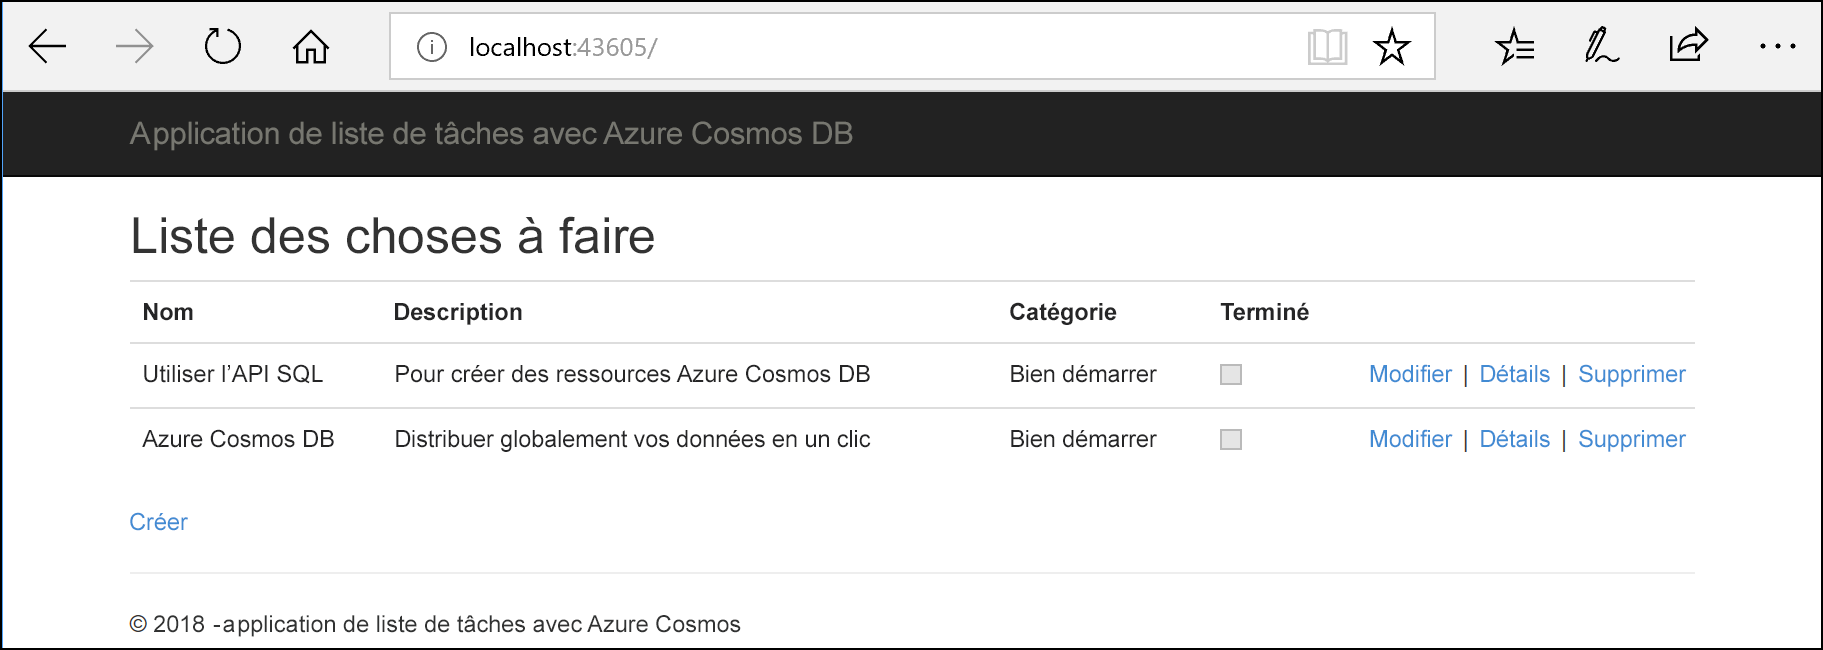 localhost:43605/
Application de liste de tâches avec Azure Cosmos DB
Liste des choses à faire
Nom Description Catégorie Terminé
Utiliser l’API SQL Pour créer des ressources Azure Cosmos DB Bien démarrer Modifier | Détails | Supprimer
Azure Cosmos DB Distribuer globalement vos données en un clic Bien démarrer Modifier | Détails | Supprimer
Créer
© 2018 -application de liste de tâches avec Azure Cosmos